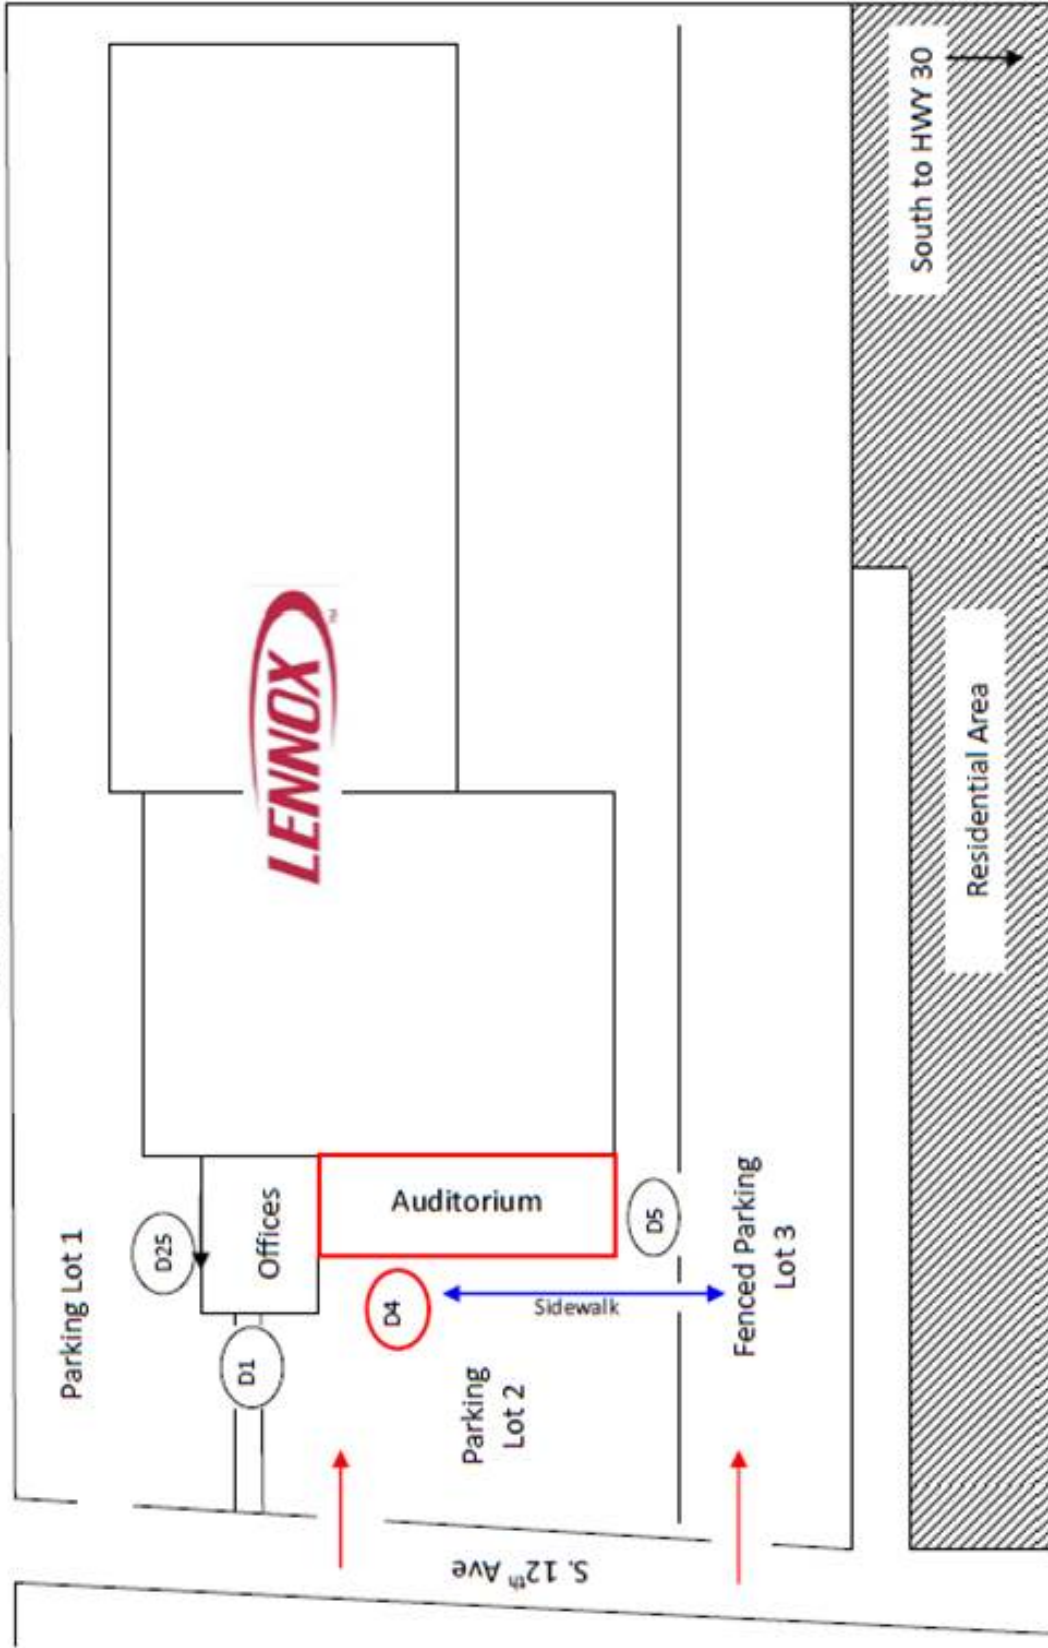 South to HWY 30
LENNOX
TM
Residential Area
Parking Lot 1
D25
Offices
Auditorium
D5
D4
Sidewalk
Fenced Parking
Lot 3
D1
Parking
Lot 2
S. 12th Ave